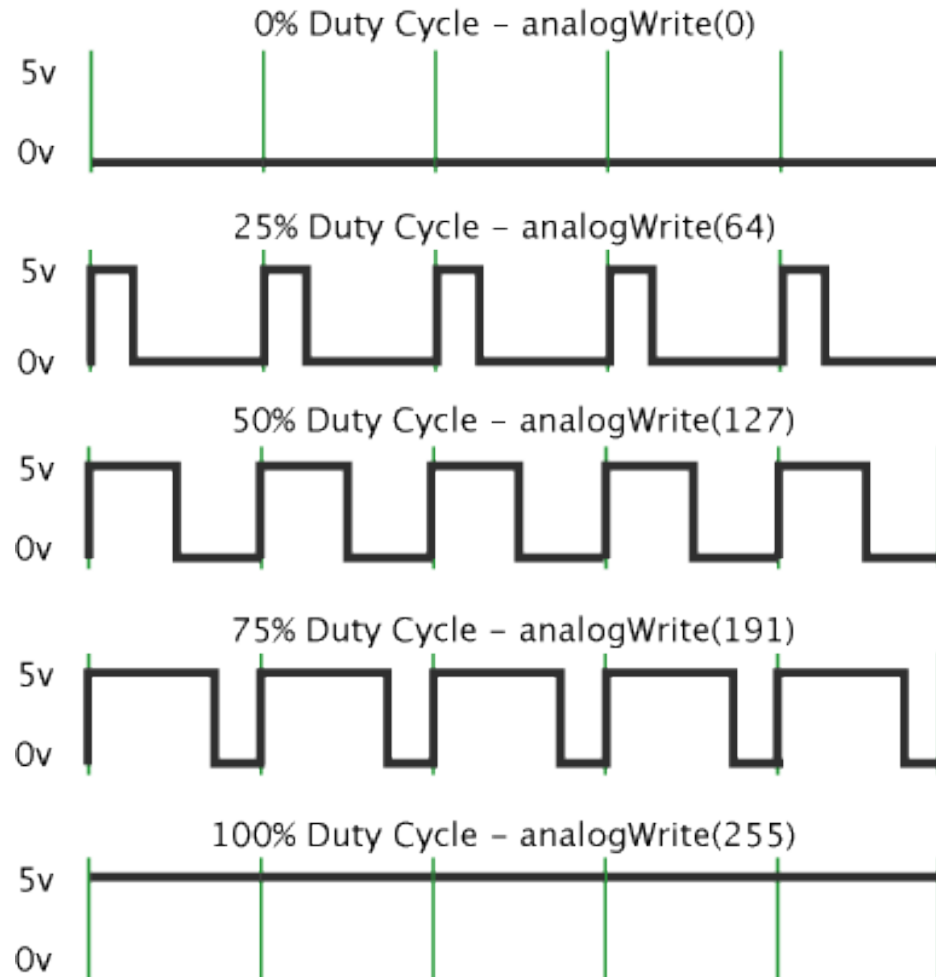 0% Duty Cycle – analogWrite(0)
5v
0v
25% Duty Cycle – analogWrite(64)
5v
0v
50% Duty Cycle – analogWrite(127)
5v
0v
75% Duty Cycle – analogWrite(191)
5v
0v
100% Duty Cycle – analogWrite(255)
5v
0v